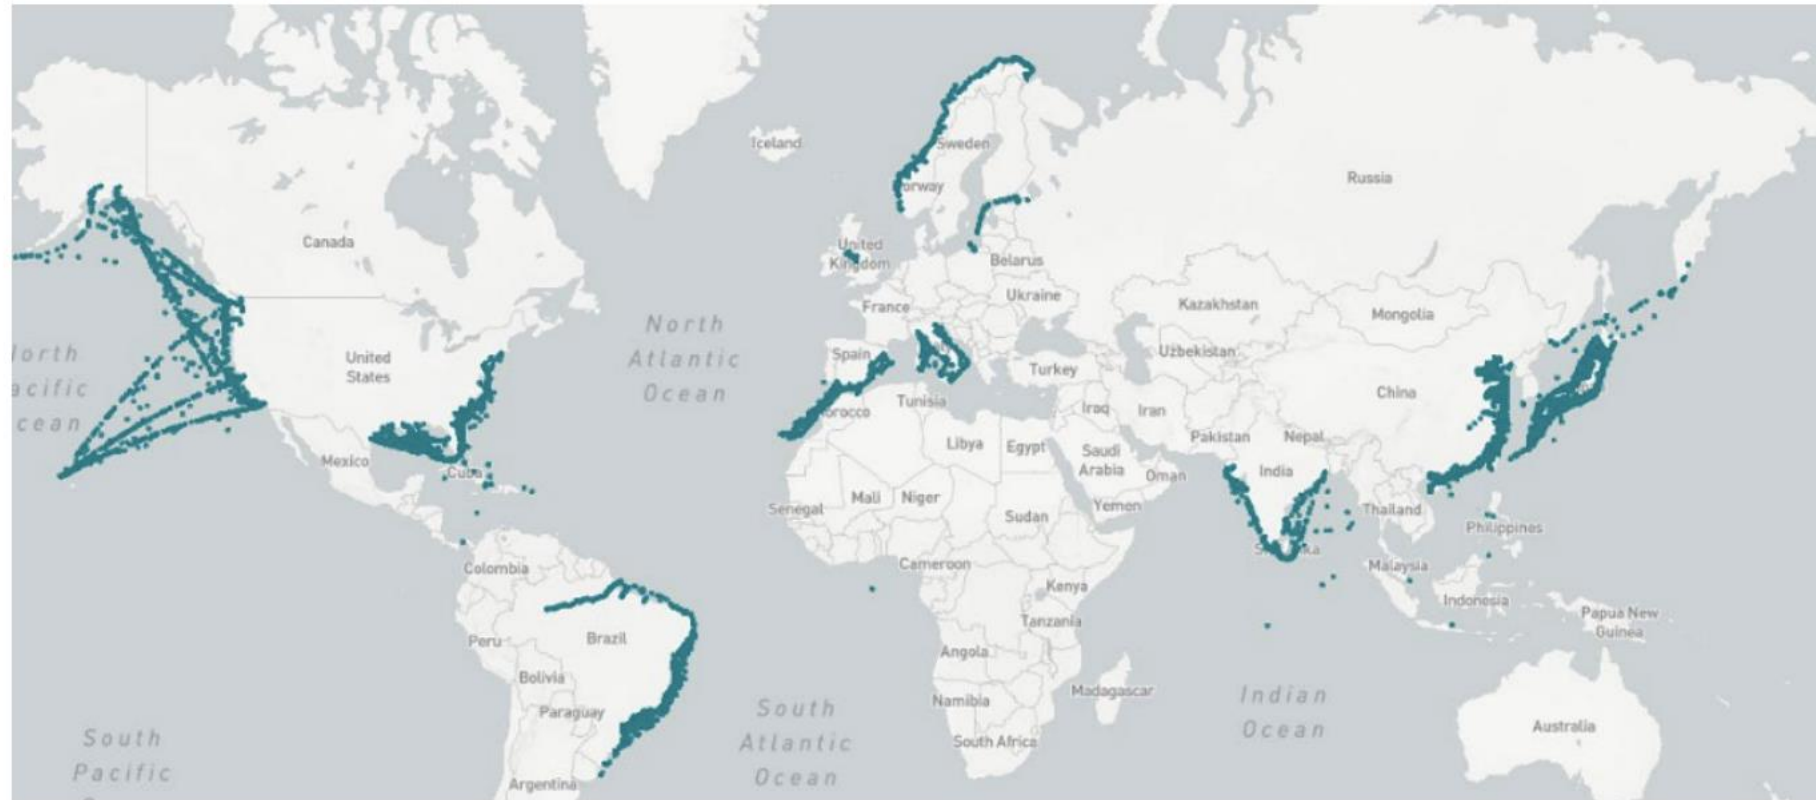 Iceland
Sweden
orway
Russia
Canada
United
Kingdom
Belarus
Ukraine
France
Kazakhstan
Mongolia
North
Atlantic
Ocean
orth
acific
cean
United
States
Spain
Turkey
Uzbekistan
China
orocco
Tunisia
Iraq
Iran
Libya
Egypt
Saudi
Arabia
Pakistan
Nepal
India
Oman
Yemen
Mexico
Cuba
Mali
Niger
Senegal
Sudan
Thailand
Philippines
Colombia
Cameroon
Kenya
Malaysia
Indonesia
Papua New
Guinea
Peru
Brazil
Tanzania
Angola
Bolivia
Paraguay
Namibia
Madagascar
South Africa
Indian
Ocean
Australia
South
Pacific
South
Atlantic
Ocean
Argentina